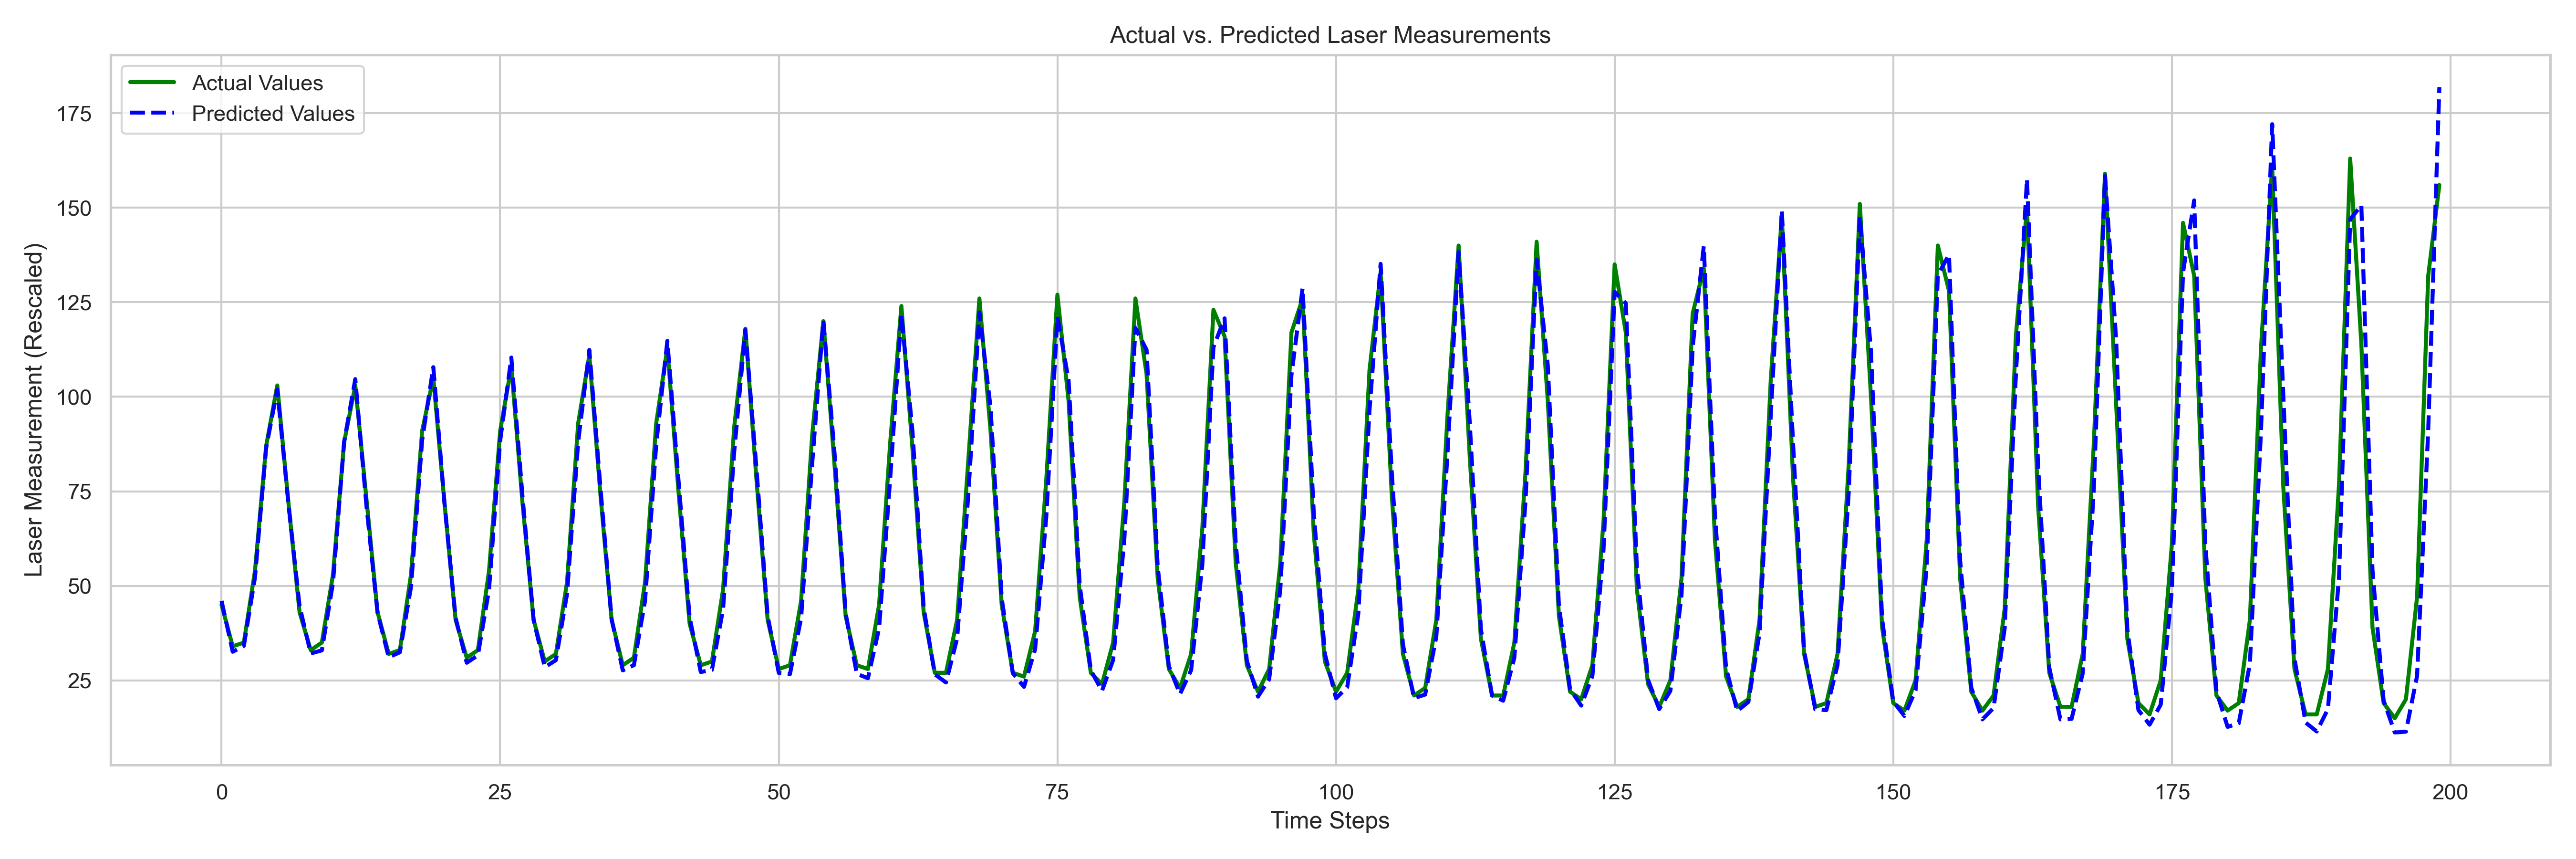 Actual vs. Predicted Laser Measurements
Actual Values
Predicted Values
Laser Measurement (Rescaled)
175
150
125
100
75
50
25
0 25 50 75 100 125 150 175 200
Time Steps